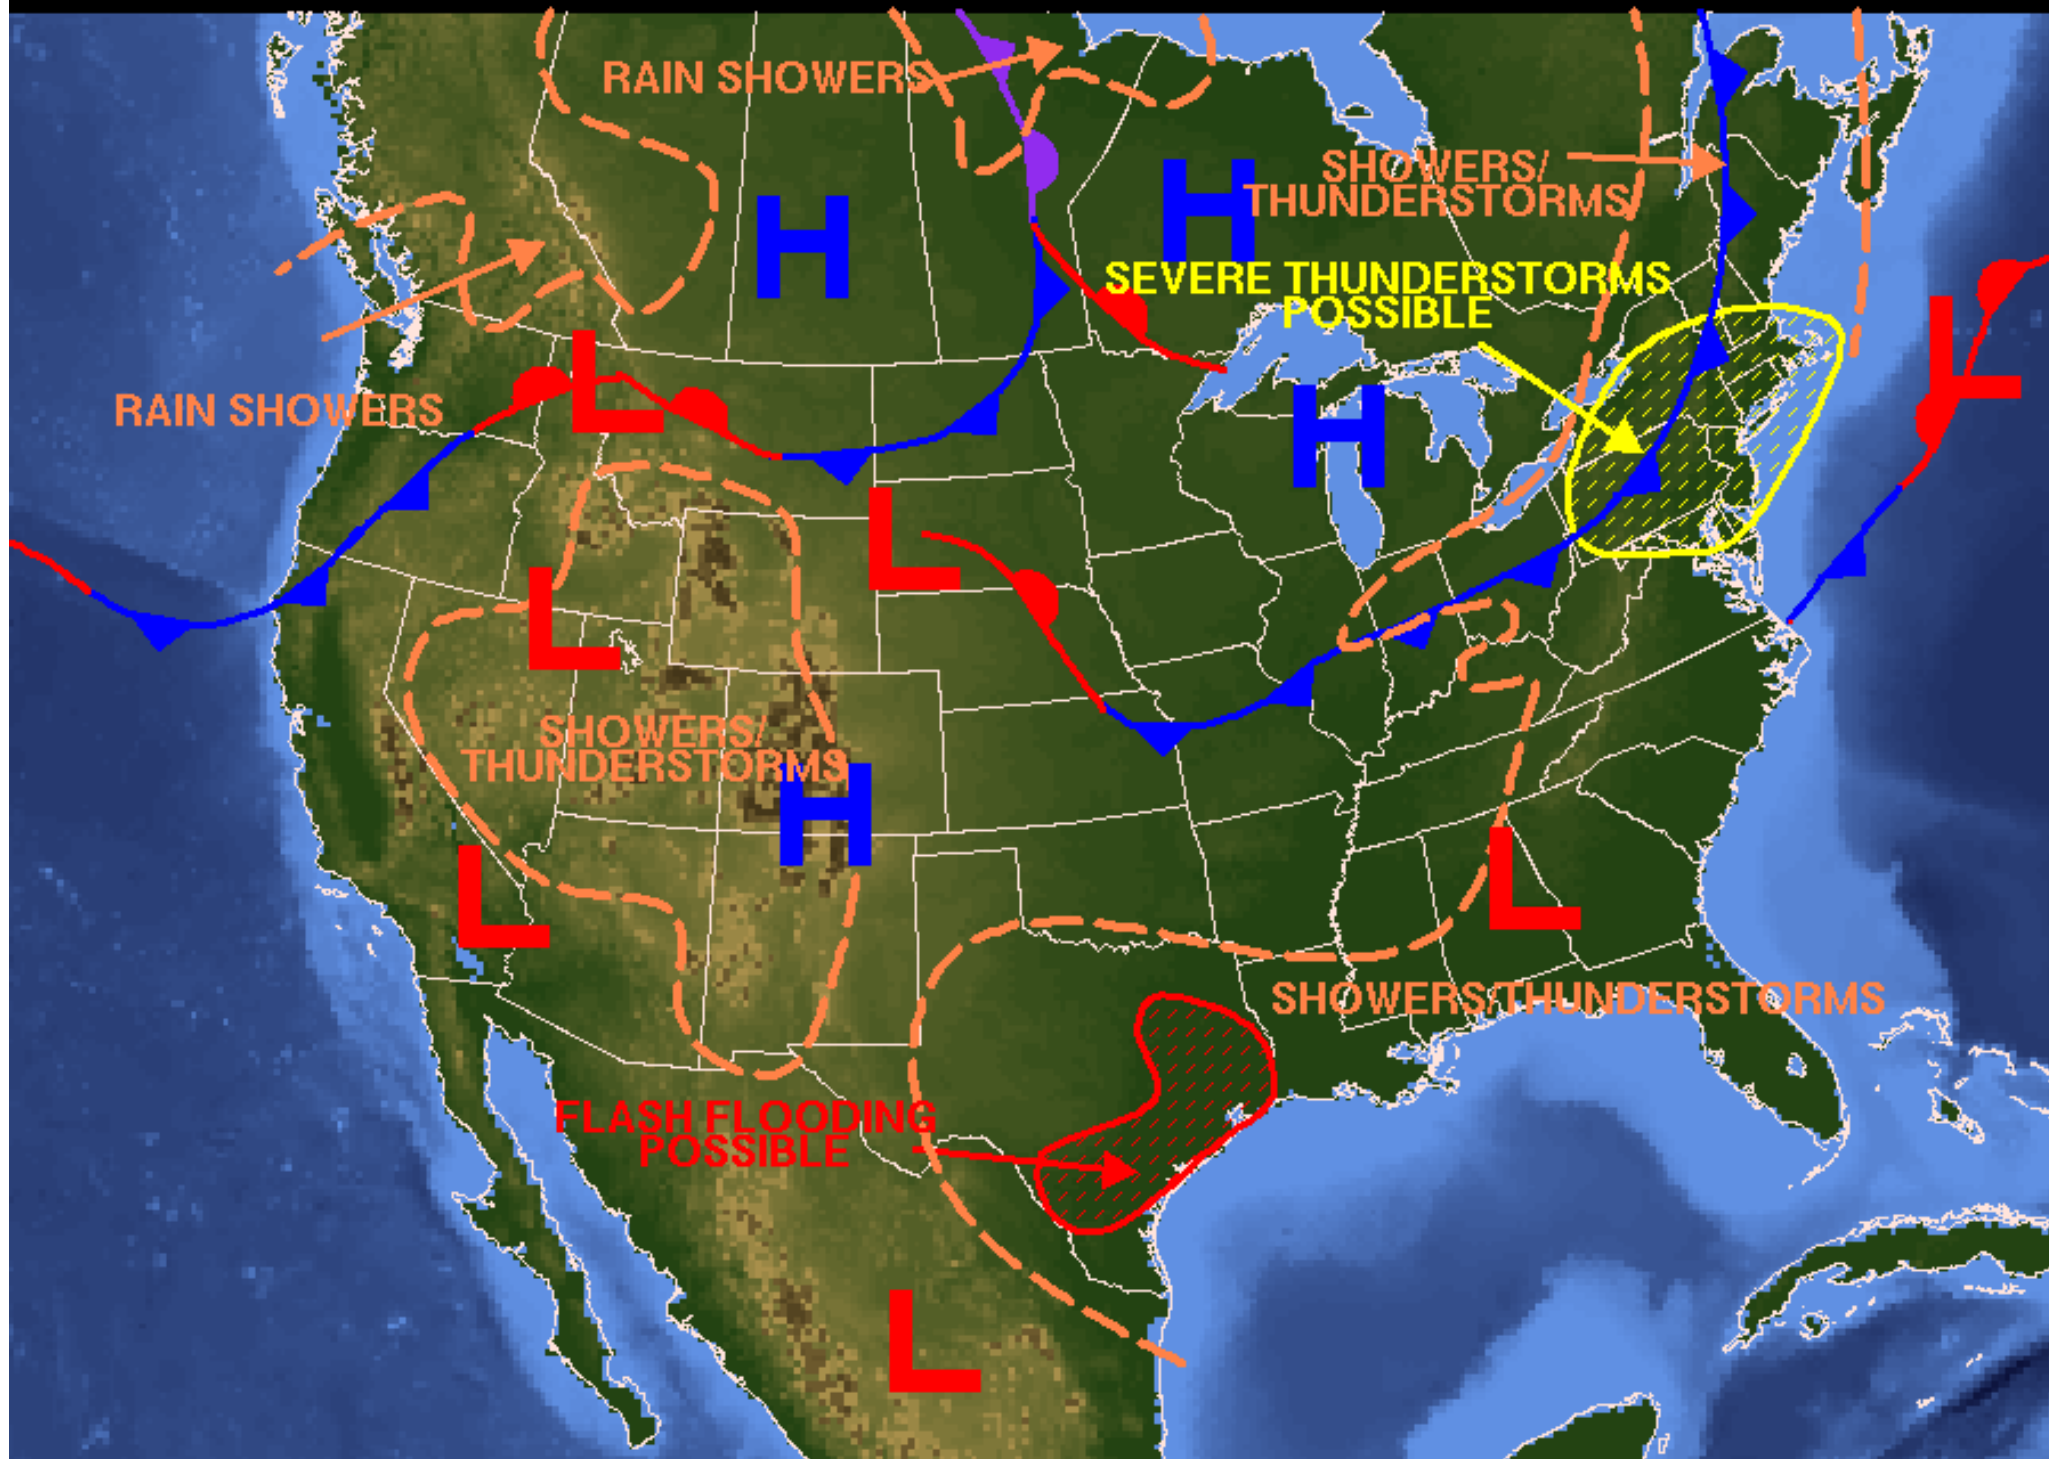 RAIN SHOWERS
SHOWERS/
THUNDERSTORMS
H
H
SEVERE THUNDERSTORMS
POSSIBLE
L
L
RAIN SHOWERS
H
L
L
SHOWERS/
THUNDERSTORMS
H
L
L
SHOWERS/THUNDERSTORMS
FLASH FLOODING
POSSIBLE
L